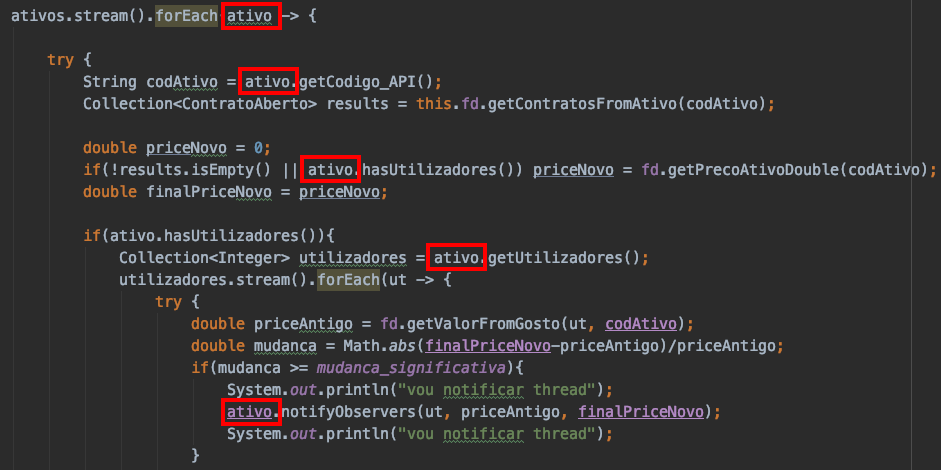 ativos.stream().forEach(ativo -> {
try {
String codAtivo = ativo.getCodigo_API();
Collection<ContratoAberto> results = this.fd.getContratosFromAtivo(codAtivo);
double priceNovo = 0;
if(!results.isEmpty() || ativo.hasUtilizadores()) priceNovo = fd.getPrecoAtivoDouble(codAtivo);
double finalPriceNovo = priceNovo;
if(ativo.hasUtilizadores()){
Collection<Integer> utilizadores = ativo.getUtilizadores();
utilizadores.stream().forEach(ut -> {
try {
double priceAntigo = fd.getValorFromGosto(ut, codAtivo);
double mudanca = Math.abs(finalPriceNovo-priceAntigo)/priceAntigo;
if(mudanca >= mudanca_significativa){
System.out.println("vou notificar thread");
ativo.notifyObservers(ut, priceAntigo, finalPriceNovo);
System.out.println("vou notificar thread");
}